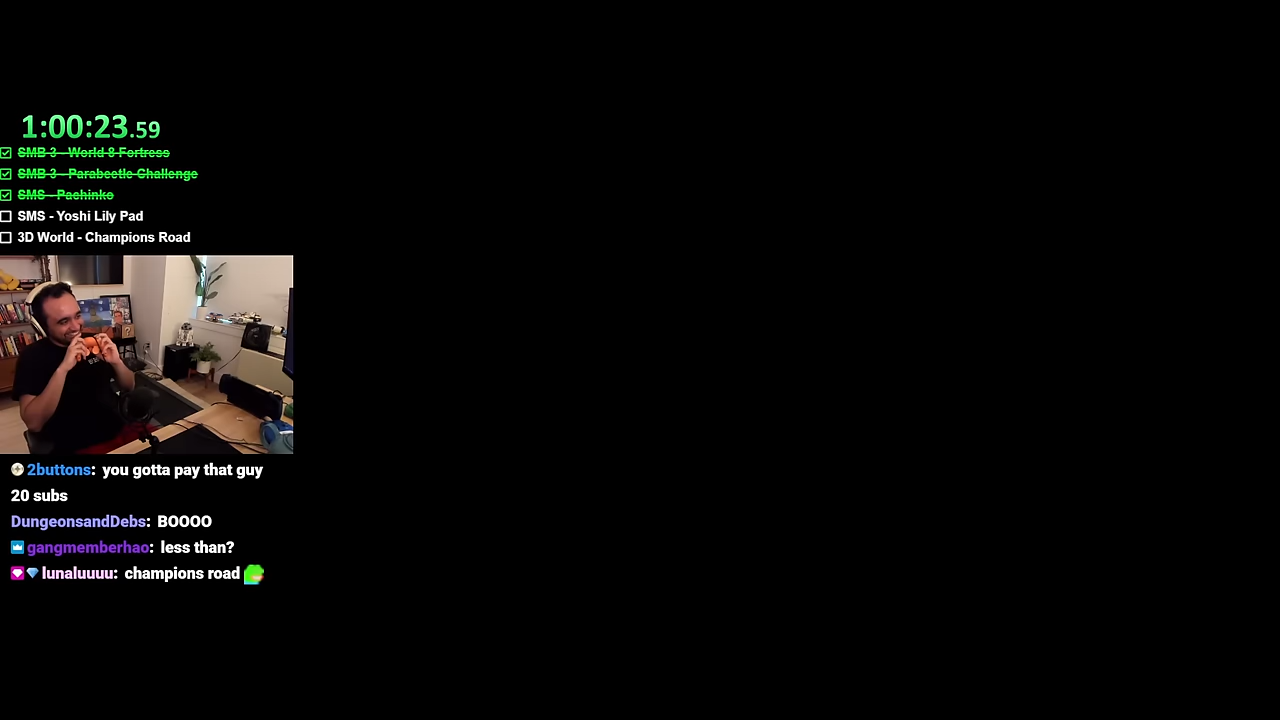 1:00:23.59
SMB 3 - World 8 Fortress
SMB 3 - Parabeetle Challenge
SMS - Pachinko
SMS - Yoshi Lily Pad
3D World - Champions Road
2buttons: you gotta pay that guy
20 subs
DungeonsandDebs: BOOOO
gangmemberhao: less than?
lunaluuuu: champions road